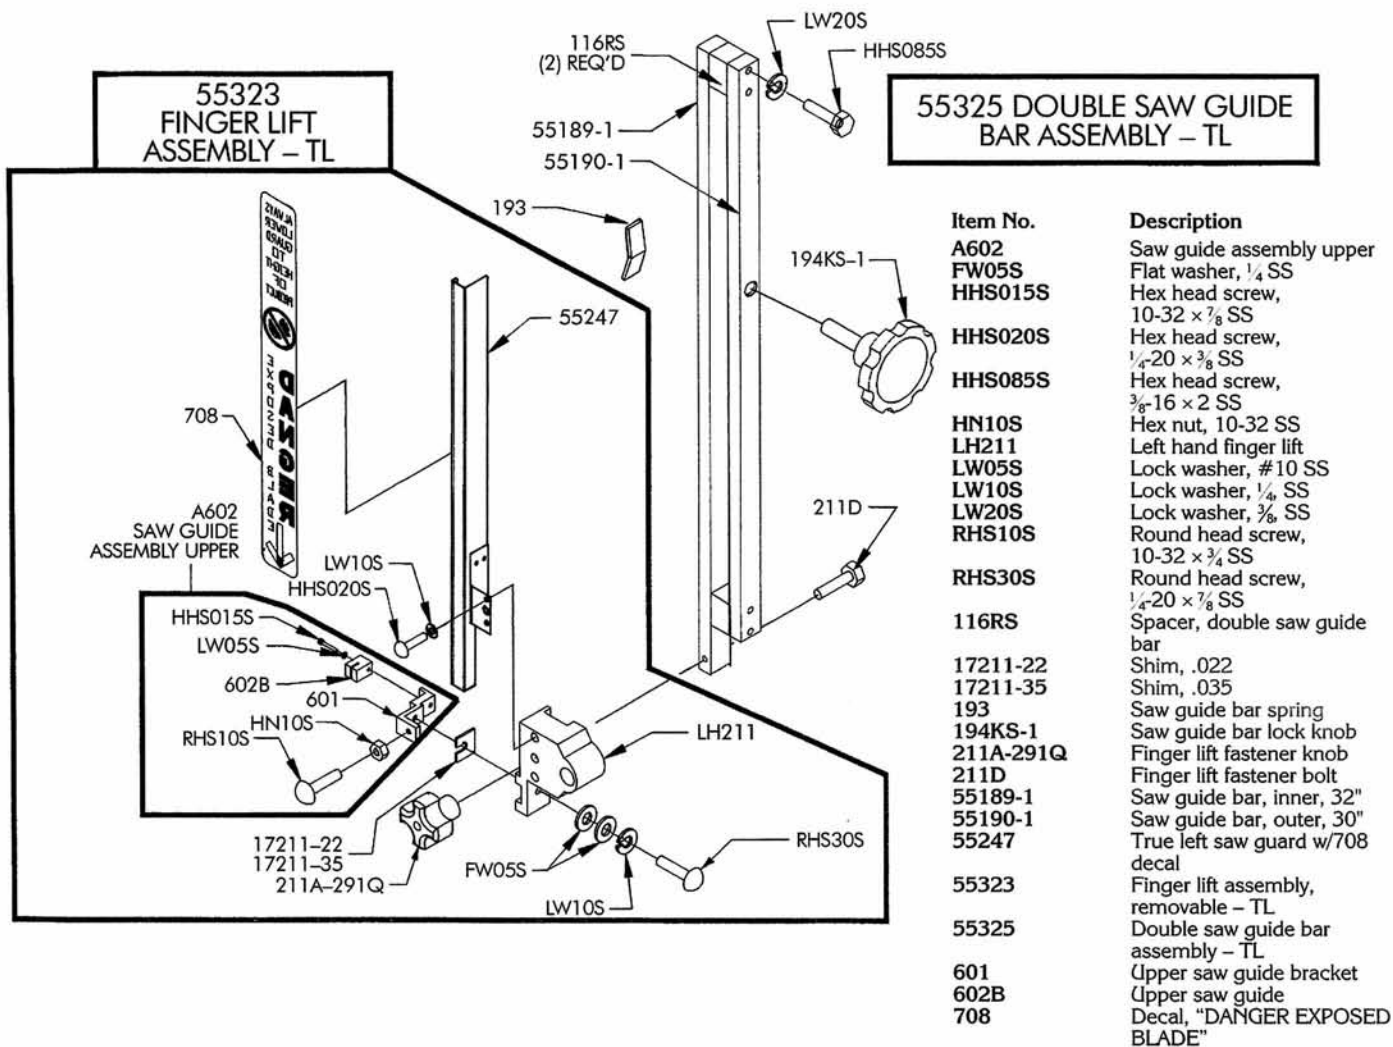 55323
FINGER LIFT
ASSEMBLY – TL
116RS
(2) REQ'D
LW20S
HHS085S
55325 DOUBLE SAW GUIDE
BAR ASSEMBLY – TL
55189-1
55190-1
193
194KS–1
ALWAYS
LOWER
GUARD
TO
HEIGHT
OF
PRODUCT
DANGER
EXPOSED BLADE
55247
708
211D
A602
SAW GUIDE
ASSEMBLY UPPER
LW10S
HHS020S
HHS015S
LW05S
602B
601
HN10S
RHS10S
LH211
17211–22
17211–35
211A–291Q
FW05S
LW10S
RHS30S
Item No. Description
A602 Saw guide assembly upper
FW05S Flat washer, ¼ SS
HHS015S Hex head screw,
10-32 × ⅞ SS
HHS020S Hex head screw,
¼-20 × ⅜ SS
HHS085S Hex head screw,
⅜-16 × 2 SS
HN10S Hex nut, 10-32 SS
LH211 Left hand finger lift
LW05S Lock washer, #10 SS
LW10S Lock washer, ¼, SS
LW20S Lock washer, ⅜, SS
RHS10S Round head screw,
10-32 × ¾ SS
RHS30S Round head screw,
¼-20 × ⅞ SS
116RS Spacer, double saw guide
bar
17211-22 Shim, .022
17211-35 Shim, .035
193 Saw guide bar spring
194KS-1 Saw guide bar lock knob
211A-291Q Finger lift fastener knob
211D Finger lift fastener bolt
55189-1 Saw guide bar, inner, 32"
55190-1 Saw guide bar, outer, 30"
55247 True left saw guard w/708
decal
55323 Finger lift assembly,
removable – TL
55325 Double saw guide bar
assembly – TL
601 Upper saw guide bracket
602B Upper saw guide
708 Decal, "DANGER EXPOSED
BLADE"